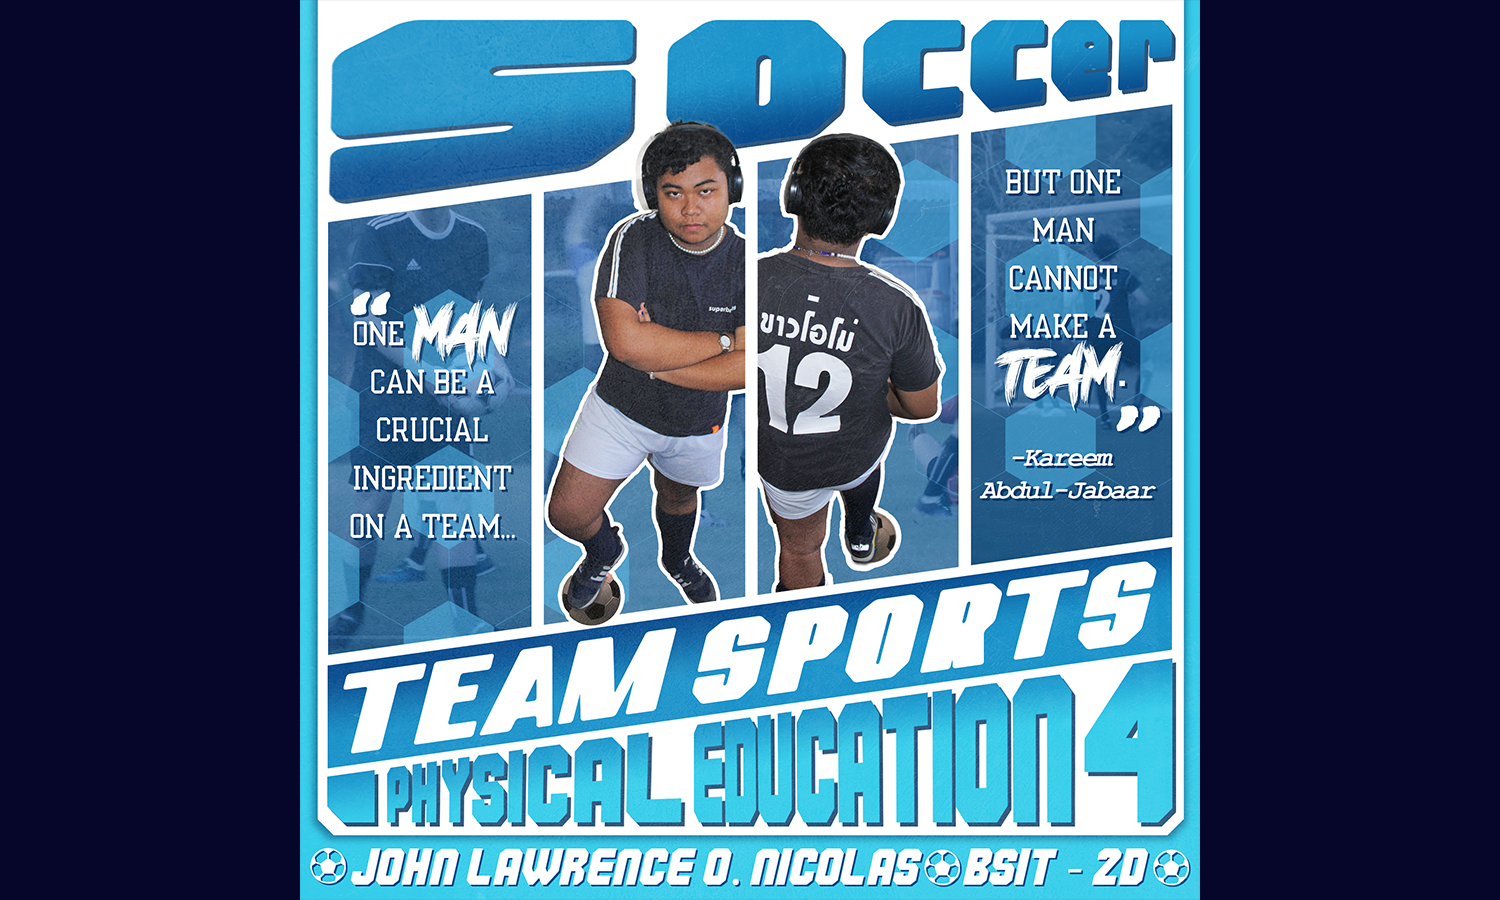 Soccer
“
ONE MAN
CAN BE A
CRUCIAL
INGREDIENT
ON A TEAM...
ขาวโอโม่
12
BUT ONE
MAN
CANNOT
MAKE A
TEAM.
”
-Kareem
Abdul-Jabaar
TEAM SPORTS
PHYSICAL EDUCATION 4
JOHN LAWRENCE O. NICOLAS BSIT - 2D